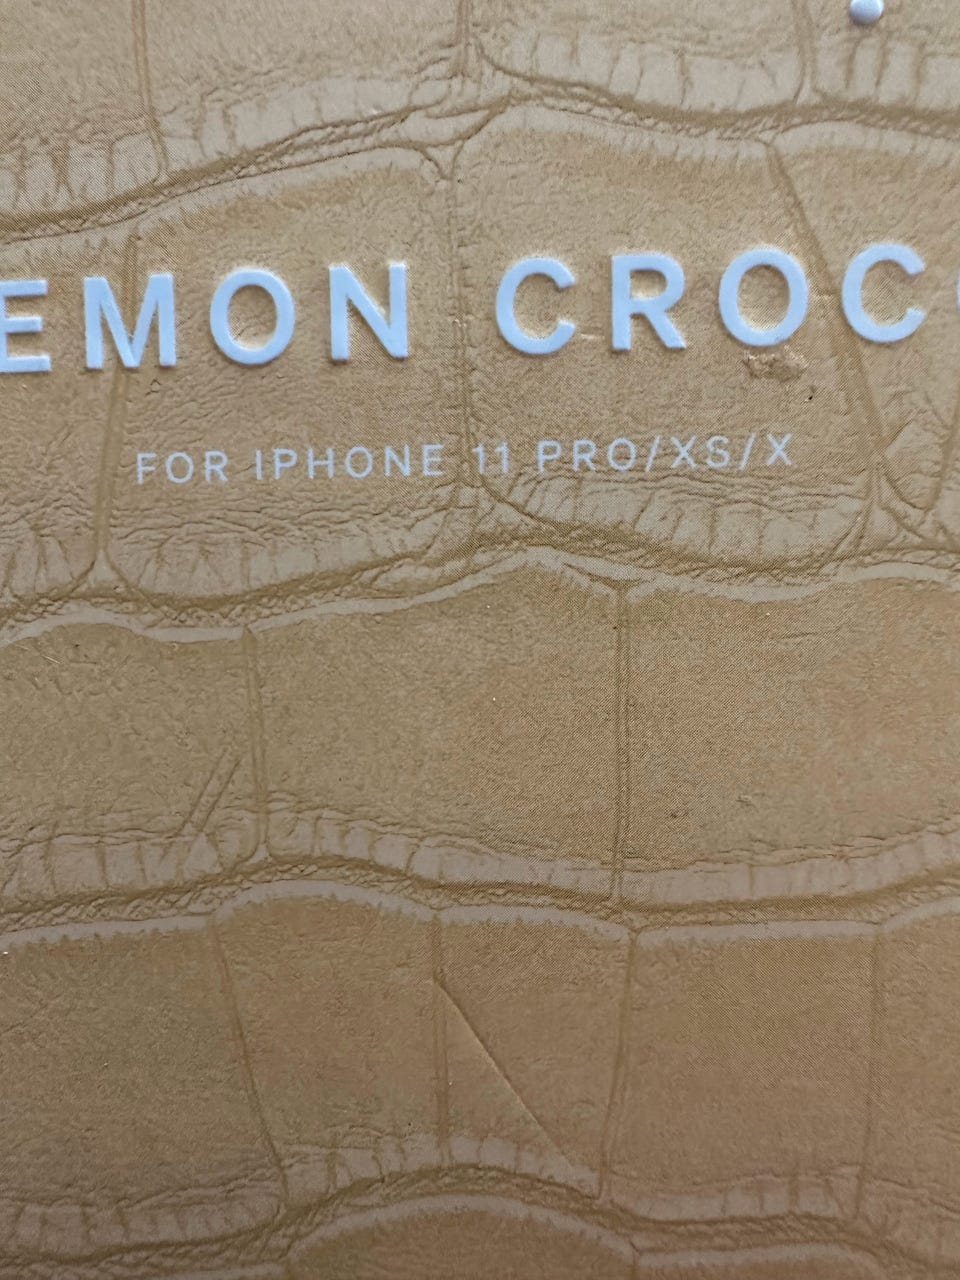 EMON CROC
FOR IPHONE 11 PRO/XS/X